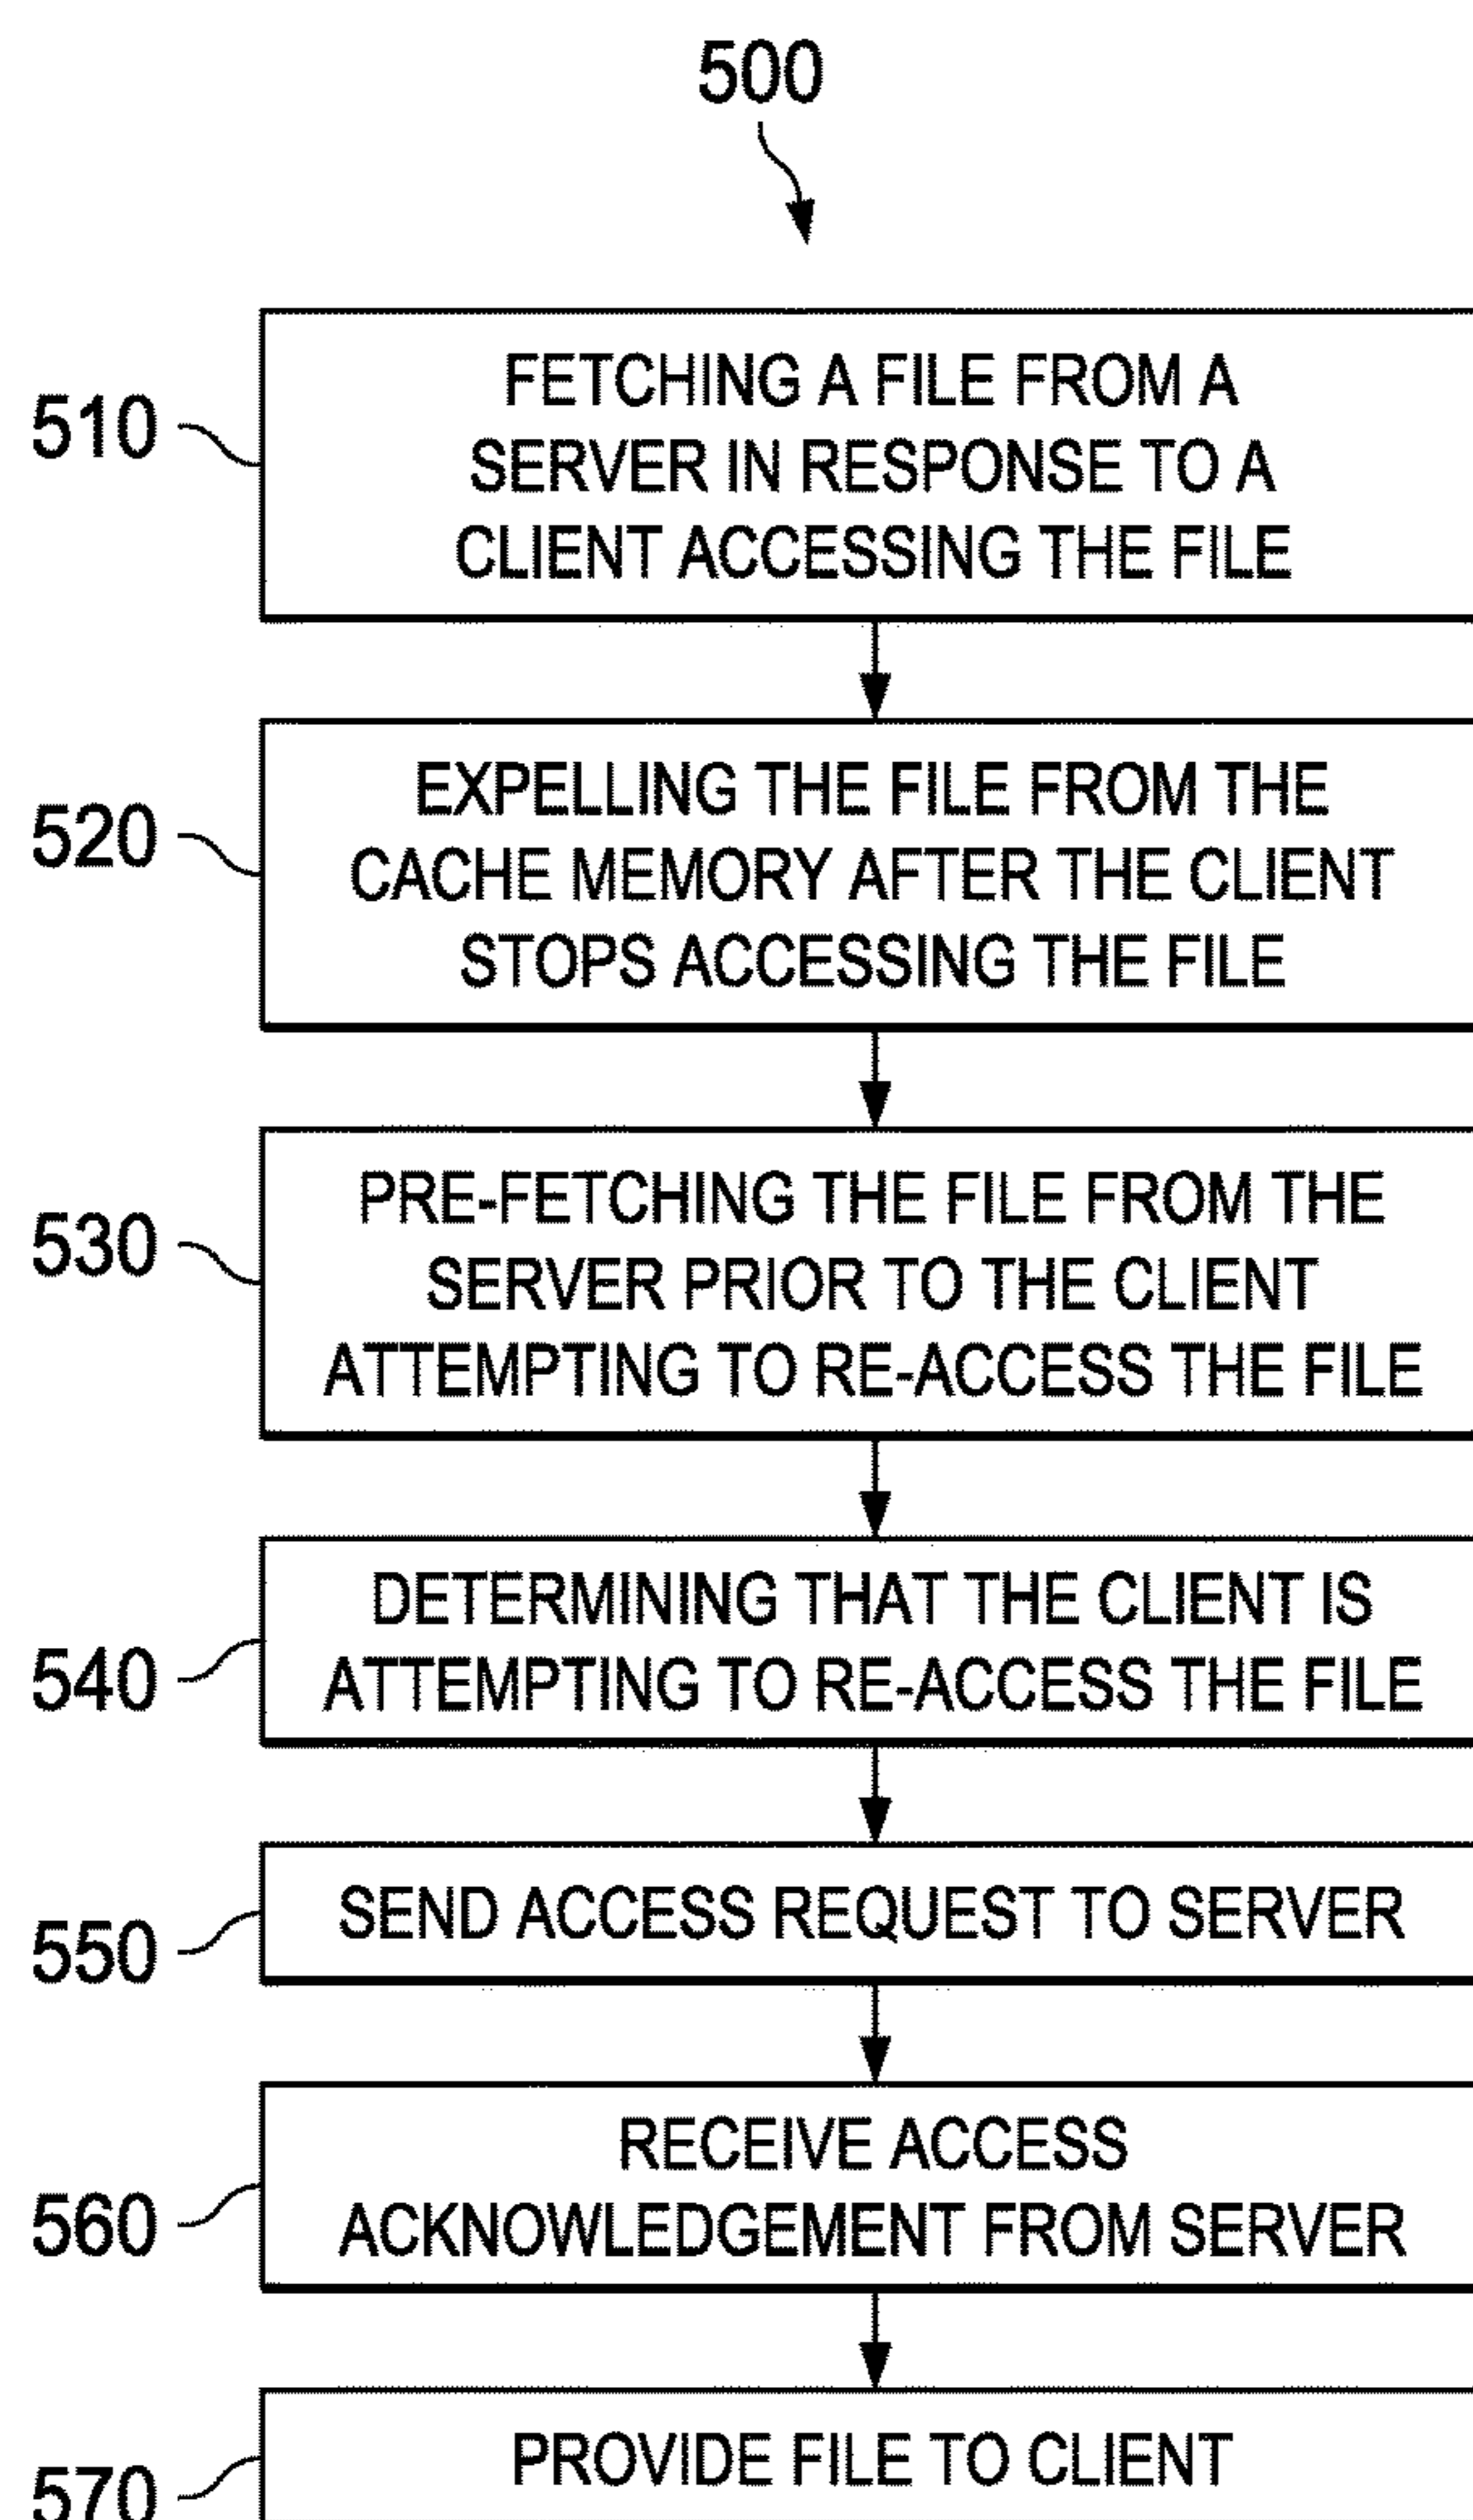 500
510
FETCHING A FILE FROM A
SERVER IN RESPONSE TO A
CLIENT ACCESSING THE FILE
520
EXPELLING THE FILE FROM THE
CACHE MEMORY AFTER THE CLIENT
STOPS ACCESSING THE FILE
530
PRE-FETCHING THE FILE FROM THE
SERVER PRIOR TO THE CLIENT
ATTEMPTING TO RE-ACCESS THE FILE
540
DETERMINING THAT THE CLIENT IS
ATTEMPTING TO RE-ACCESS THE FILE
550
SEND ACCESS REQUEST TO SERVER
560
RECEIVE ACCESS
ACKNOWLEDGEMENT FROM SERVER
570
PROVIDE FILE TO CLIENT